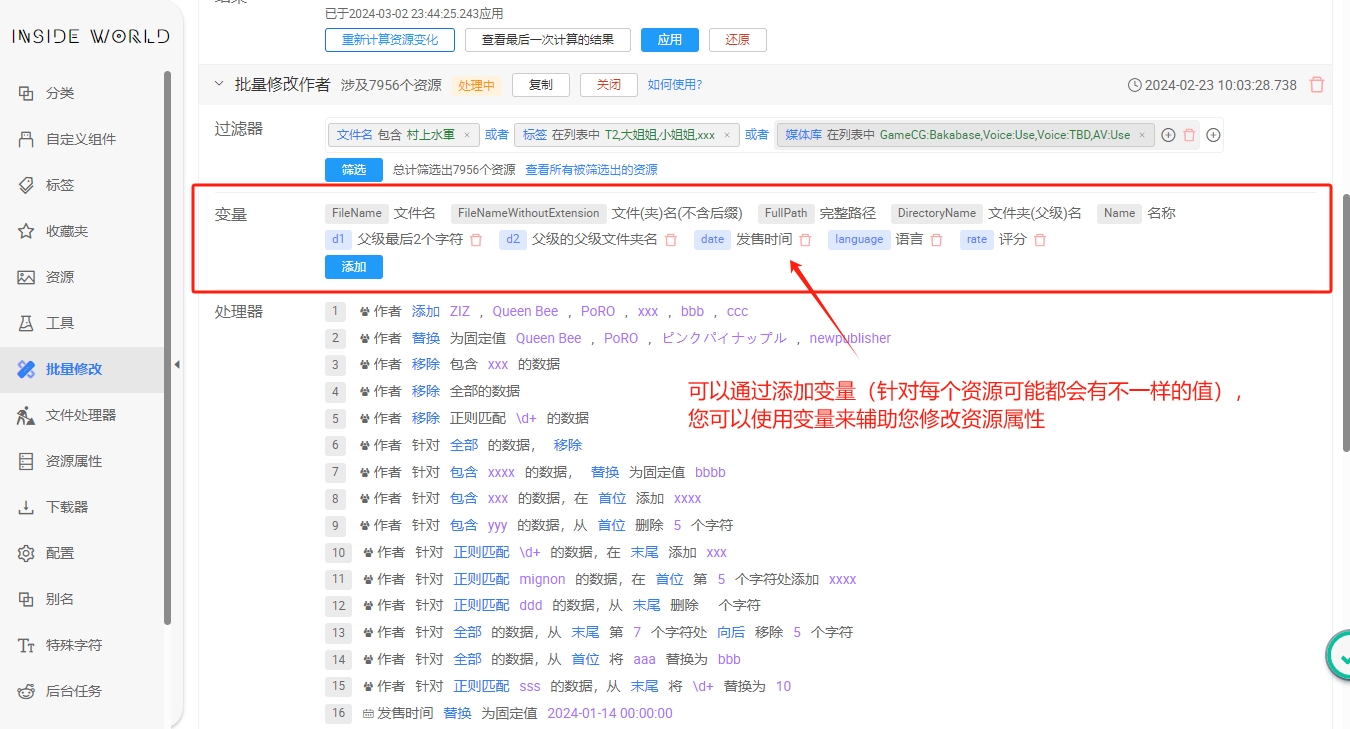 INSIDE WORLD
分类
自定义组件
标签
收藏夹
资源
工具
批量修改
文件处理器
资源属性
下载器
配置
别名
特殊字符
后台任务
已于2024-03-02 23:44:25.243应用
重新计算资源变化 查看最后一次计算的结果 应用 还原
批量修改作者 涉及7956个资源 处理中 复制 关闭 如何使用? 2024-02-23 10:03:28.738
过滤器 文件名 包含 村上水軍 × 或者 标签 在列表中 T2,大姐姐,小姐姐,xxx × 或者 媒体库 在列表中 GameCG:Bakabase,Voice:Use,Voice:TBD,AV:Use ×
筛选 总计筛选出7956个资源 查看所有被筛选出的资源
变量 FileName 文件名 FileNameWithoutExtension 文件(夹)名(不含后缀) FullPath 完整路径 DirectoryName 文件夹(父级)名 Name 名称
d1 父级最后2个字符 d2 父级的父级文件夹名 date 发售时间 language 语言 rate 评分
添加
处理器 1 作者 添加 ZIZ , Queen Bee , PoRO , xxx , bbb , ccc
2 作者 替换 为固定值 Queen Bee , PoRO , ピンクパイナップル , newpublisher
3 作者 移除 包含 xxx 的数据
4 作者 移除 全部的数据
5 作者 移除 正则匹配 \d+ 的数据
6 作者 针对 全部 的数据， 移除
7 作者 针对 包含 xxxx 的数据， 替换 为固定值 bbbb
8 作者 针对 包含 xxx 的数据，在 首位 添加 xxxx
9 作者 针对 包含 yyy 的数据，从 首位 删除 5 个字符
10 作者 针对 正则匹配 \d+ 的数据，在 末尾 添加 xxx
11 作者 针对 正则匹配 mignon 的数据，在 首位 第 5 个字符处添加 xxxx
12 作者 针对 正则匹配 ddd 的数据，从 末尾 删除 个字符
13 作者 针对 全部 的数据，从 末尾 第 7 个字符处 向后 移除 5 个字符
14 作者 针对 全部 的数据，从 首位 将 aaa 替换为 bbb
15 作者 针对 正则匹配 sss 的数据，从 末尾 将 \d+ 替换为 10
16 发售时间 替换 为固定值 2024-01-14 00:00:00
可以通过添加变量（针对每个资源可能都会有不一样的值），
您可以使用变量来辅助您修改资源属性